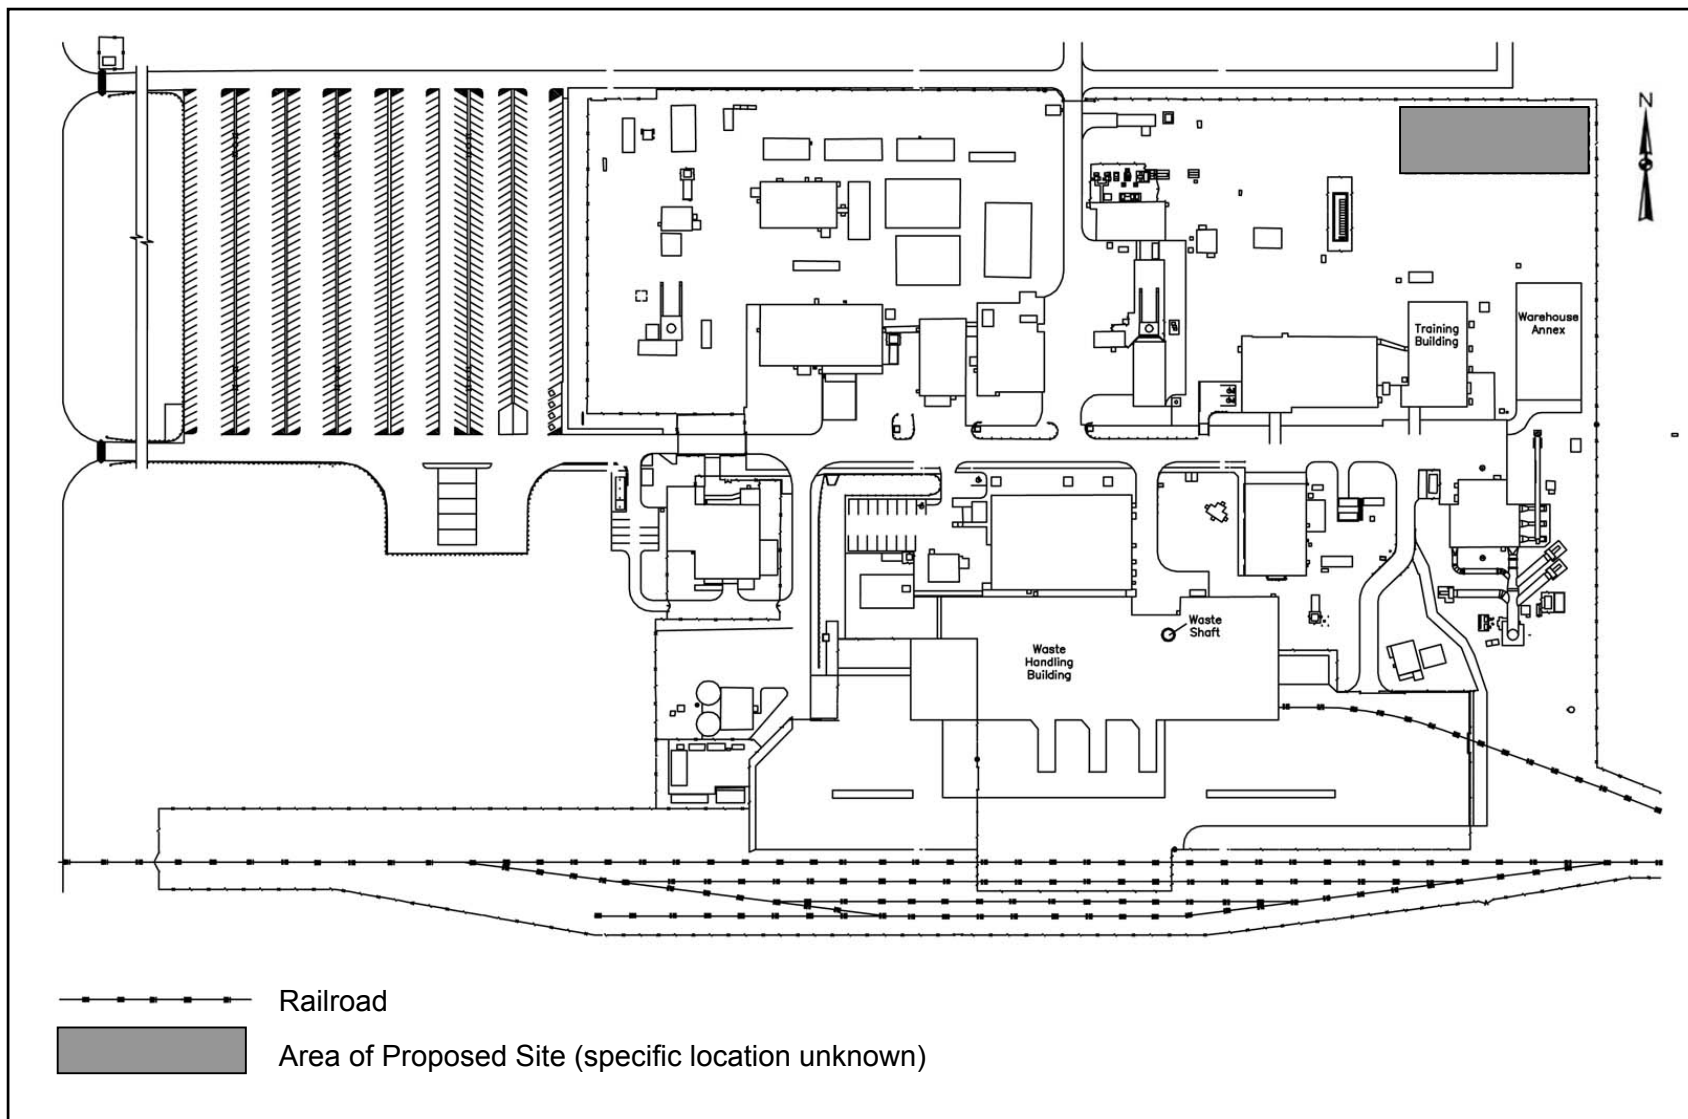 N
Training
Building
Warehouse
Annex
Waste
Shaft
Waste
Handling
Building
Railroad
Area of Proposed Site (specific location unknown)